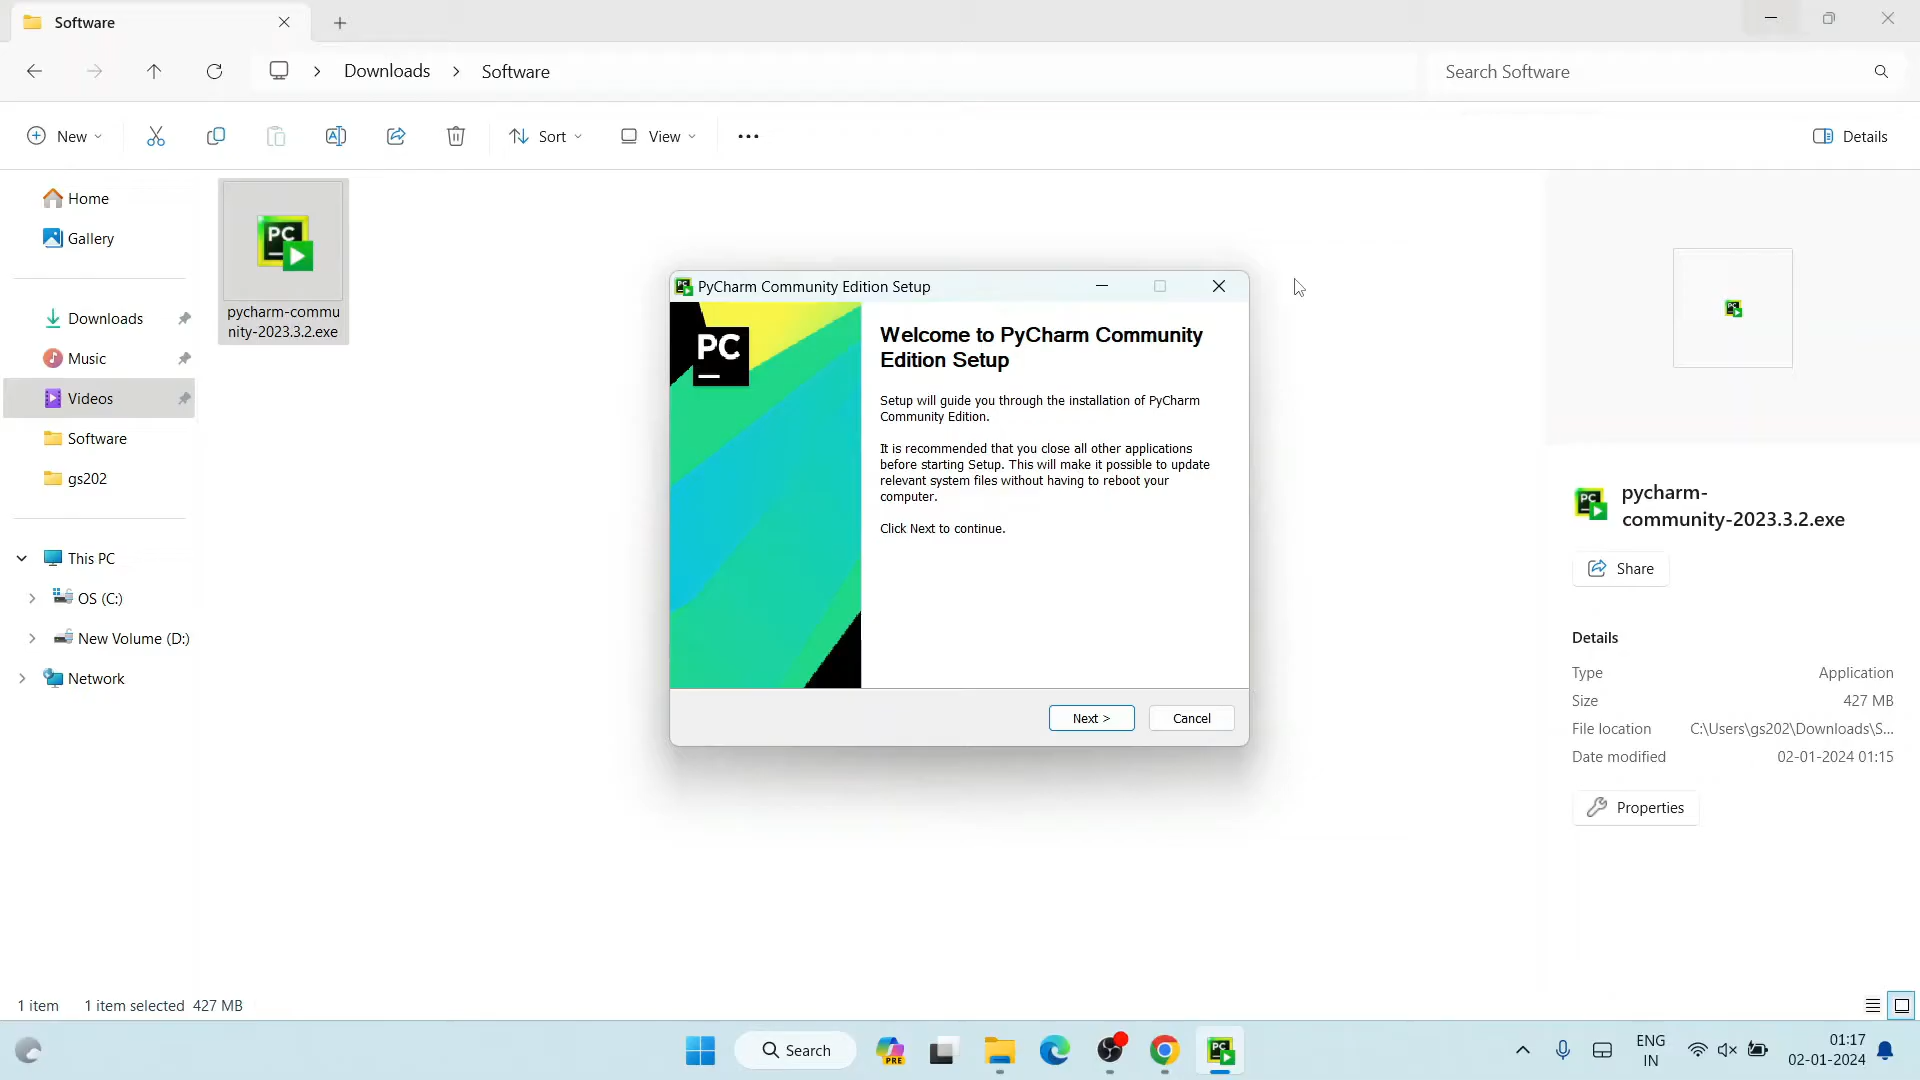 Software
Downloads
Software
Search Software
New
Sort
View
Details
Home
Gallery
Downloads
Music
Videos
Software
gs202
This PC
OS (C:)
New Volume (D:)
Network
PC
pycharm-commu
nity-2023.3.2.exe
PyCharm Community Edition Setup
PC
Welcome to PyCharm Community
Edition Setup
Setup will guide you through the installation of PyCharm
Community Edition.
It is recommended that you close all other applications
before starting Setup. This will make it possible to update
relevant system files without having to reboot your
computer.
Click Next to continue.
Next >
Cancel
PC
pycharm-
community-2023.3.2.exe
Share
Details
Type Application
Size 427 MB
File location C:\Users\gs202\Downloads\S...
Date modified 02-01-2024 01:15
Properties
1 item 1 item selected 427 MB
Search
PRE
PC
ENG
IN
01:17
02-01-2024